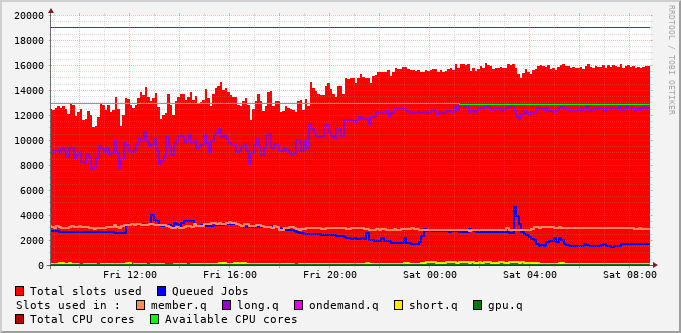 20000
18000
16000
14000
12000
10000
8000
6000
4000
2000
0
Fri 12:00 Fri 16:00 Fri 20:00 Sat 00:00 Sat 04:00 Sat 08:00
RRDTOOL / TOBI OETIKER
Total slots used Queued Jobs
Slots used in : member.q long.q ondemand.q short.q gpu.q
Total CPU cores Available CPU cores